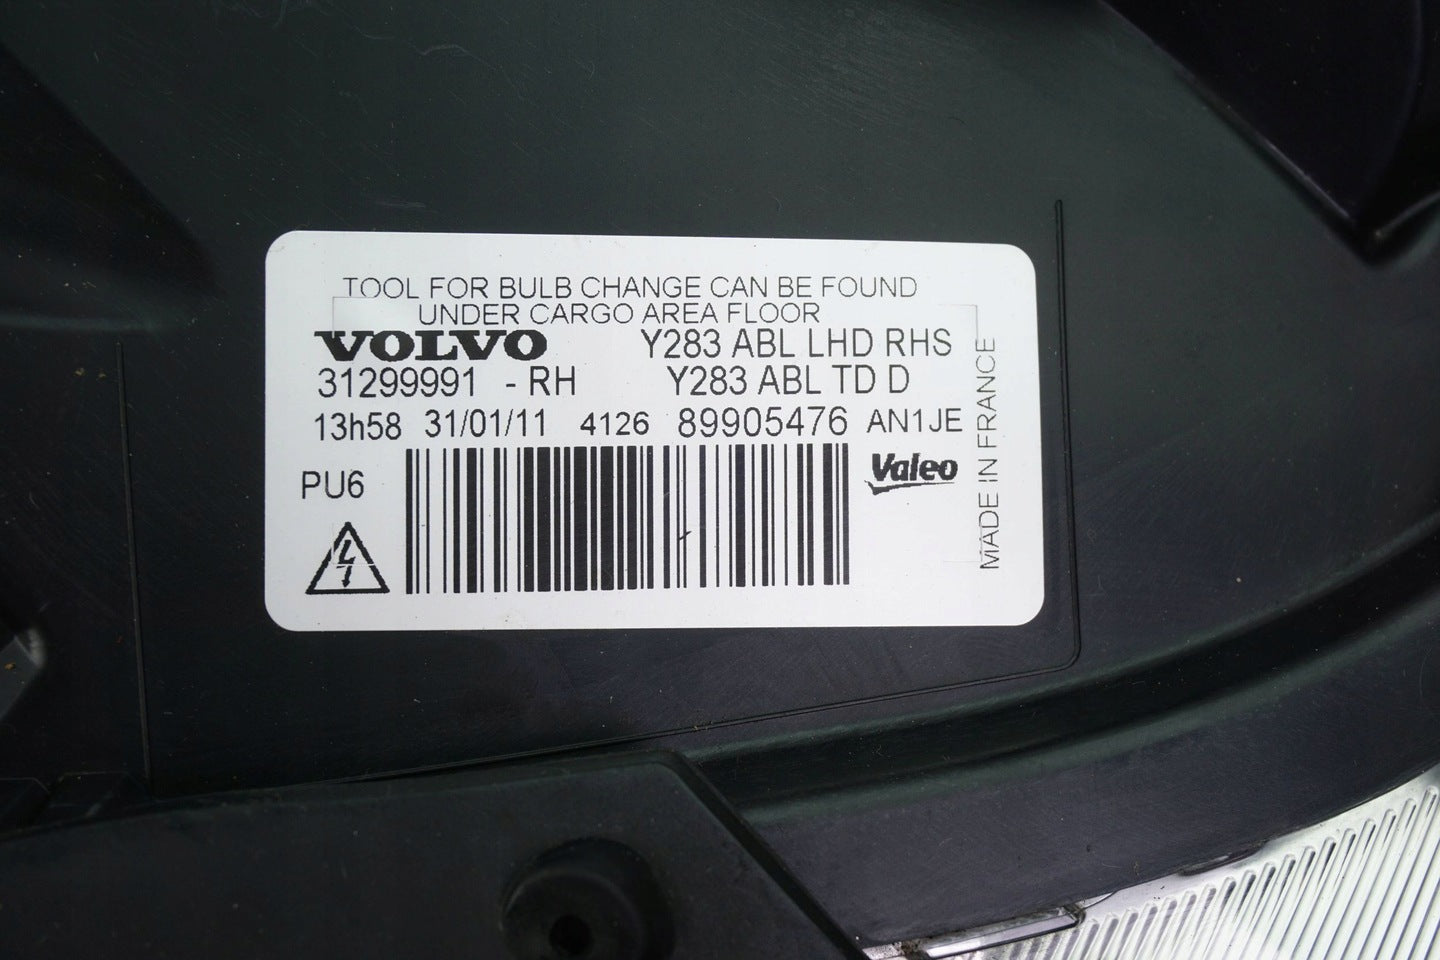 TOOL FOR BULB CHANGE CAN BE FOUND
UNDER CARGO AREA FLOOR
VOLVO Y283 ABL LHD RHS
31299991 - RH Y283 ABL TD D
13h58 31/01/11 4126 89905476 AN1JE
PU6
Valeo
MADE IN FRANCE